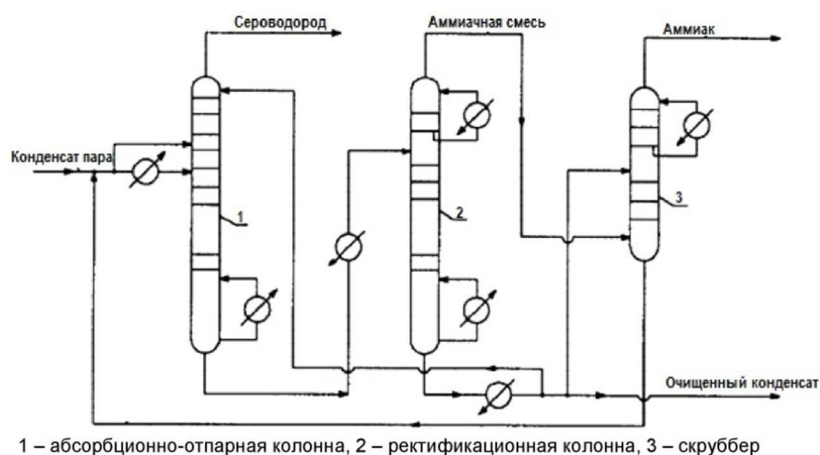 Сероводород
Аммиачная смесь
Аммиак
Конденсат пара
1
2
3
Очищенный конденсат
1 – абсорбционно-отпарная колонна, 2 – ректификационная колонна, 3 – скруббер